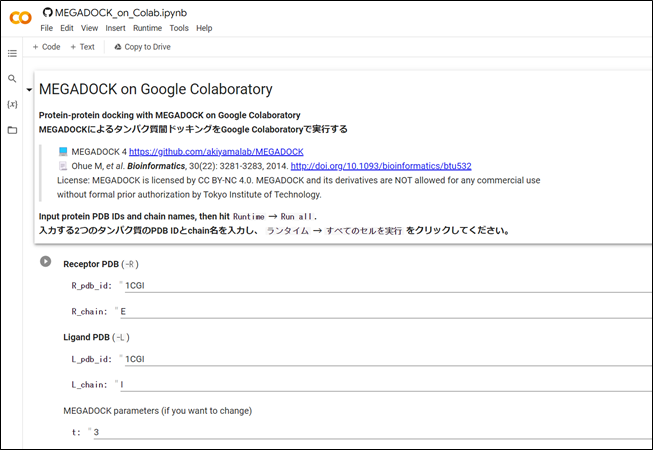 MEGADOCK_on_Colab.ipynb
File Edit View Insert Runtime Tools Help
+ Code + Text Copy to Drive
MEGADOCK on Google Colaboratory
Protein-protein docking with MEGADOCK on Google Colaboratory
MEGADOCKによるタンパク質間ドッキングをGoogle Colaboratoryで実行する
MEGADOCK 4 https://github.com/akiyamalab/MEGADOCK
Ohue M, et al. Bioinformatics, 30(22): 3281-3283, 2014. http://doi.org/10.1093/bioinformatics/btu532
License: MEGADOCK is licensed by CC BY-NC 4.0. MEGADOCK and its derivatives are NOT allowed for any commercial use
without formal prior authorization by Tokyo Institute of Technology.
Input protein PDB IDs and chain names, then hit Runtime → Run all.
入力する2つのタンパク質のPDB IDとchain名を入力し、 ランタイム → すべてのセルを実行 をクリックしてください。
Receptor PDB (-R)
R_pdb_id: "1CGI
R_chain: "E
Ligand PDB (-L)
L_pdb_id: "1CGI
L_chain: "I
MEGADOCK parameters (if you want to change)
t: "3
{x}